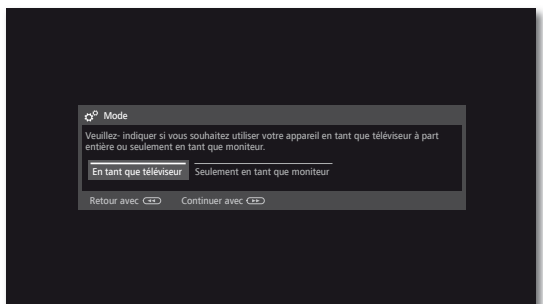 Mode
Veuillez- indiquer si vous souhaitez utiliser votre appareil en tant que téléviseur à part
entière ou seulement en tant que moniteur.
En tant que téléviseur Seulement en tant que moniteur
Retour avec Continuer avec